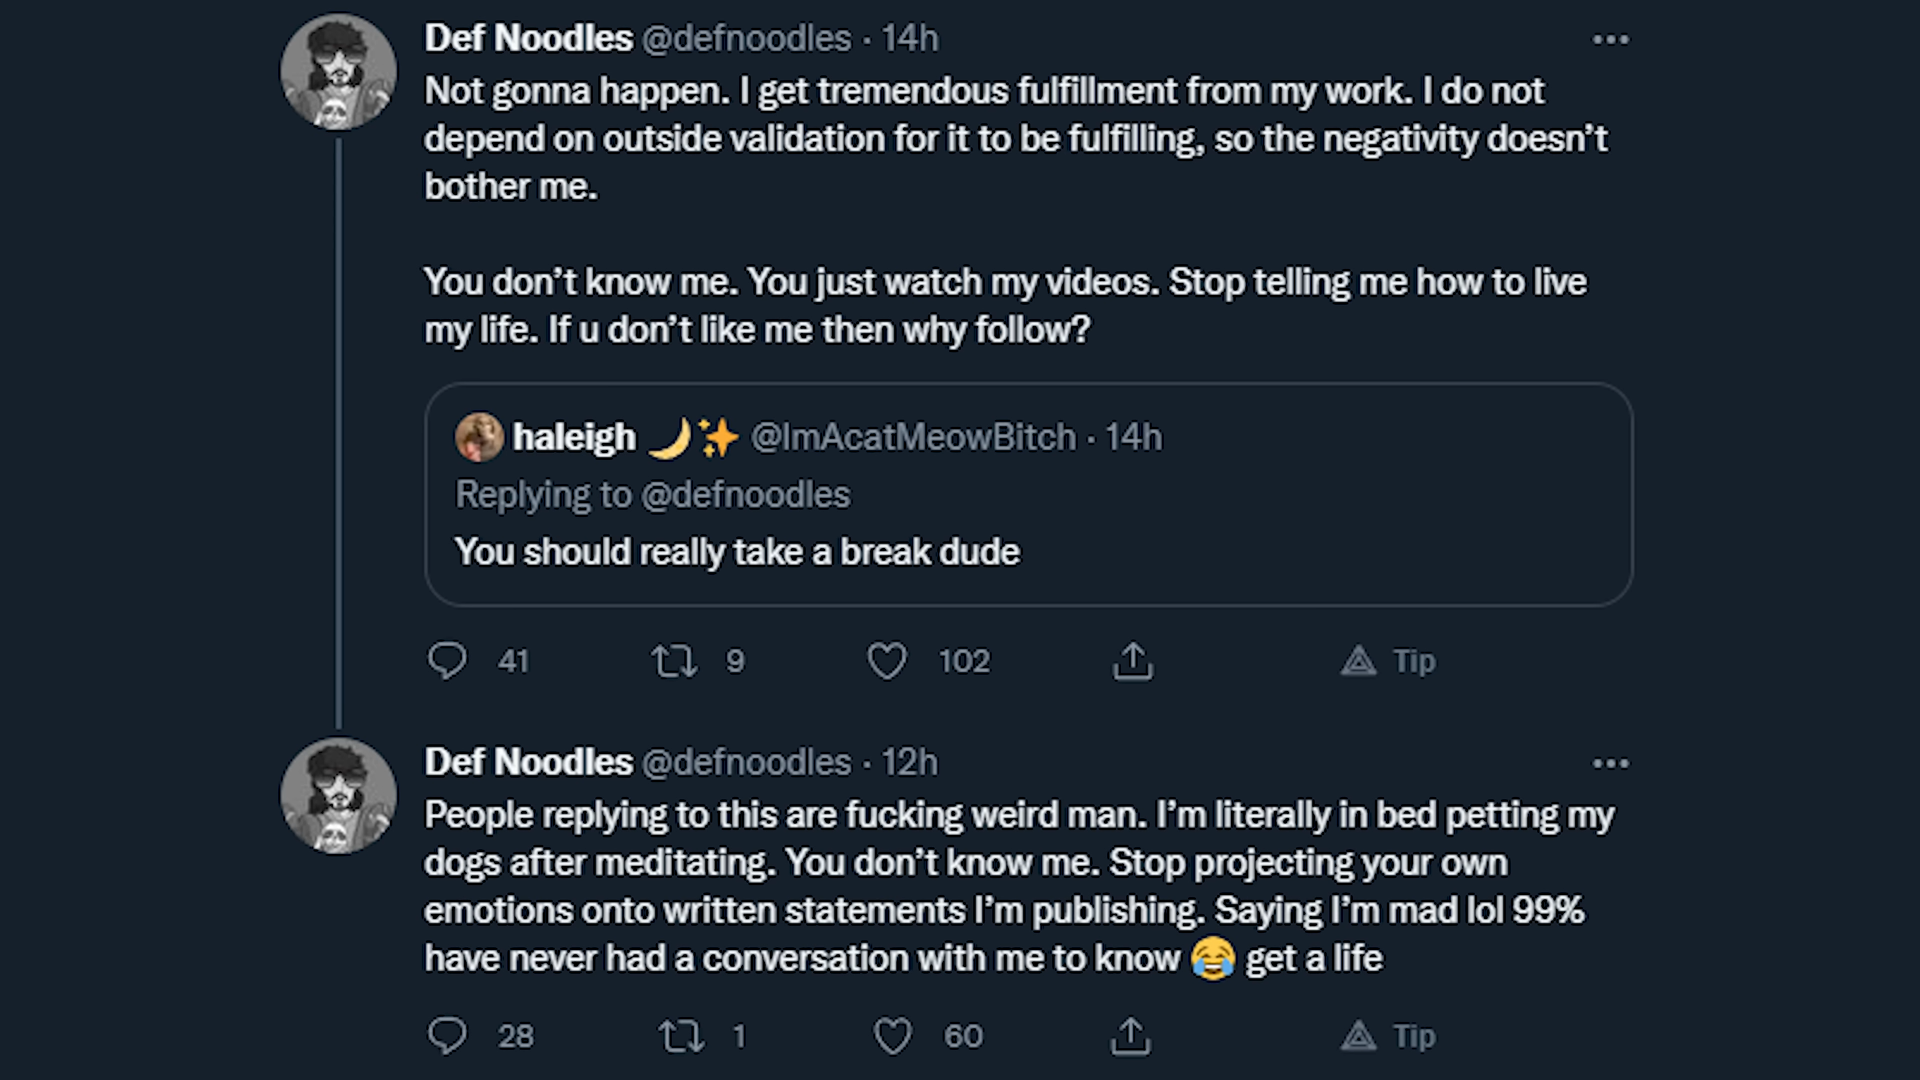 Def Noodles @defnoodles · 14h
Not gonna happen. I get tremendous fulfillment from my work. I do not
depend on outside validation for it to be fulfilling, so the negativity doesn’t
bother me.
You don’t know me. You just watch my videos. Stop telling me how to live
my life. If u don’t like me then why follow?
haleigh 🌙✨ @ImAcatMeowBitch · 14h
Replying to @defnoodles
You should really take a break dude
41 9 102 Tip
Def Noodles @defnoodles · 12h
People replying to this are fucking weird man. I’m literally in bed petting my
dogs after meditating. You don’t know me. Stop projecting your own
emotions onto written statements I’m publishing. Saying I’m mad lol 99%
have never had a conversation with me to know 😂 get a life
28 1 60 Tip